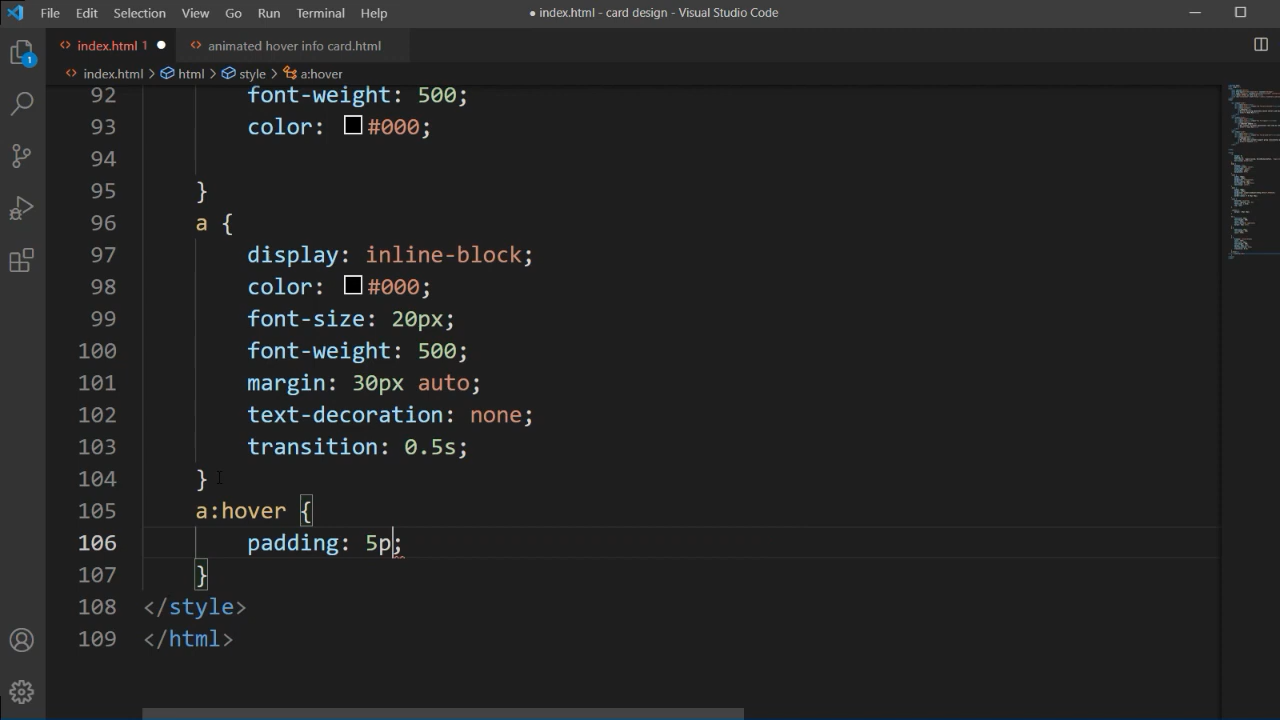 File Edit Selection View Go Run Terminal Help ● index.html - card design - Visual Studio Code
<> index.html 1 ● <> animated hover info card.html
<> index.html > html > style > a:hover
1
92 font-weight: 500;
93 color: #000;
94
95 }
96 a {
97 display: inline-block;
98 color: #000;
99 font-size: 20px;
100 font-weight: 500;
101 margin: 30px auto;
102 text-decoration: none;
103 transition: 0.5s;
104 }
105 a:hover {
106 padding: 5p;
107 }
108 </style>
109 </html>